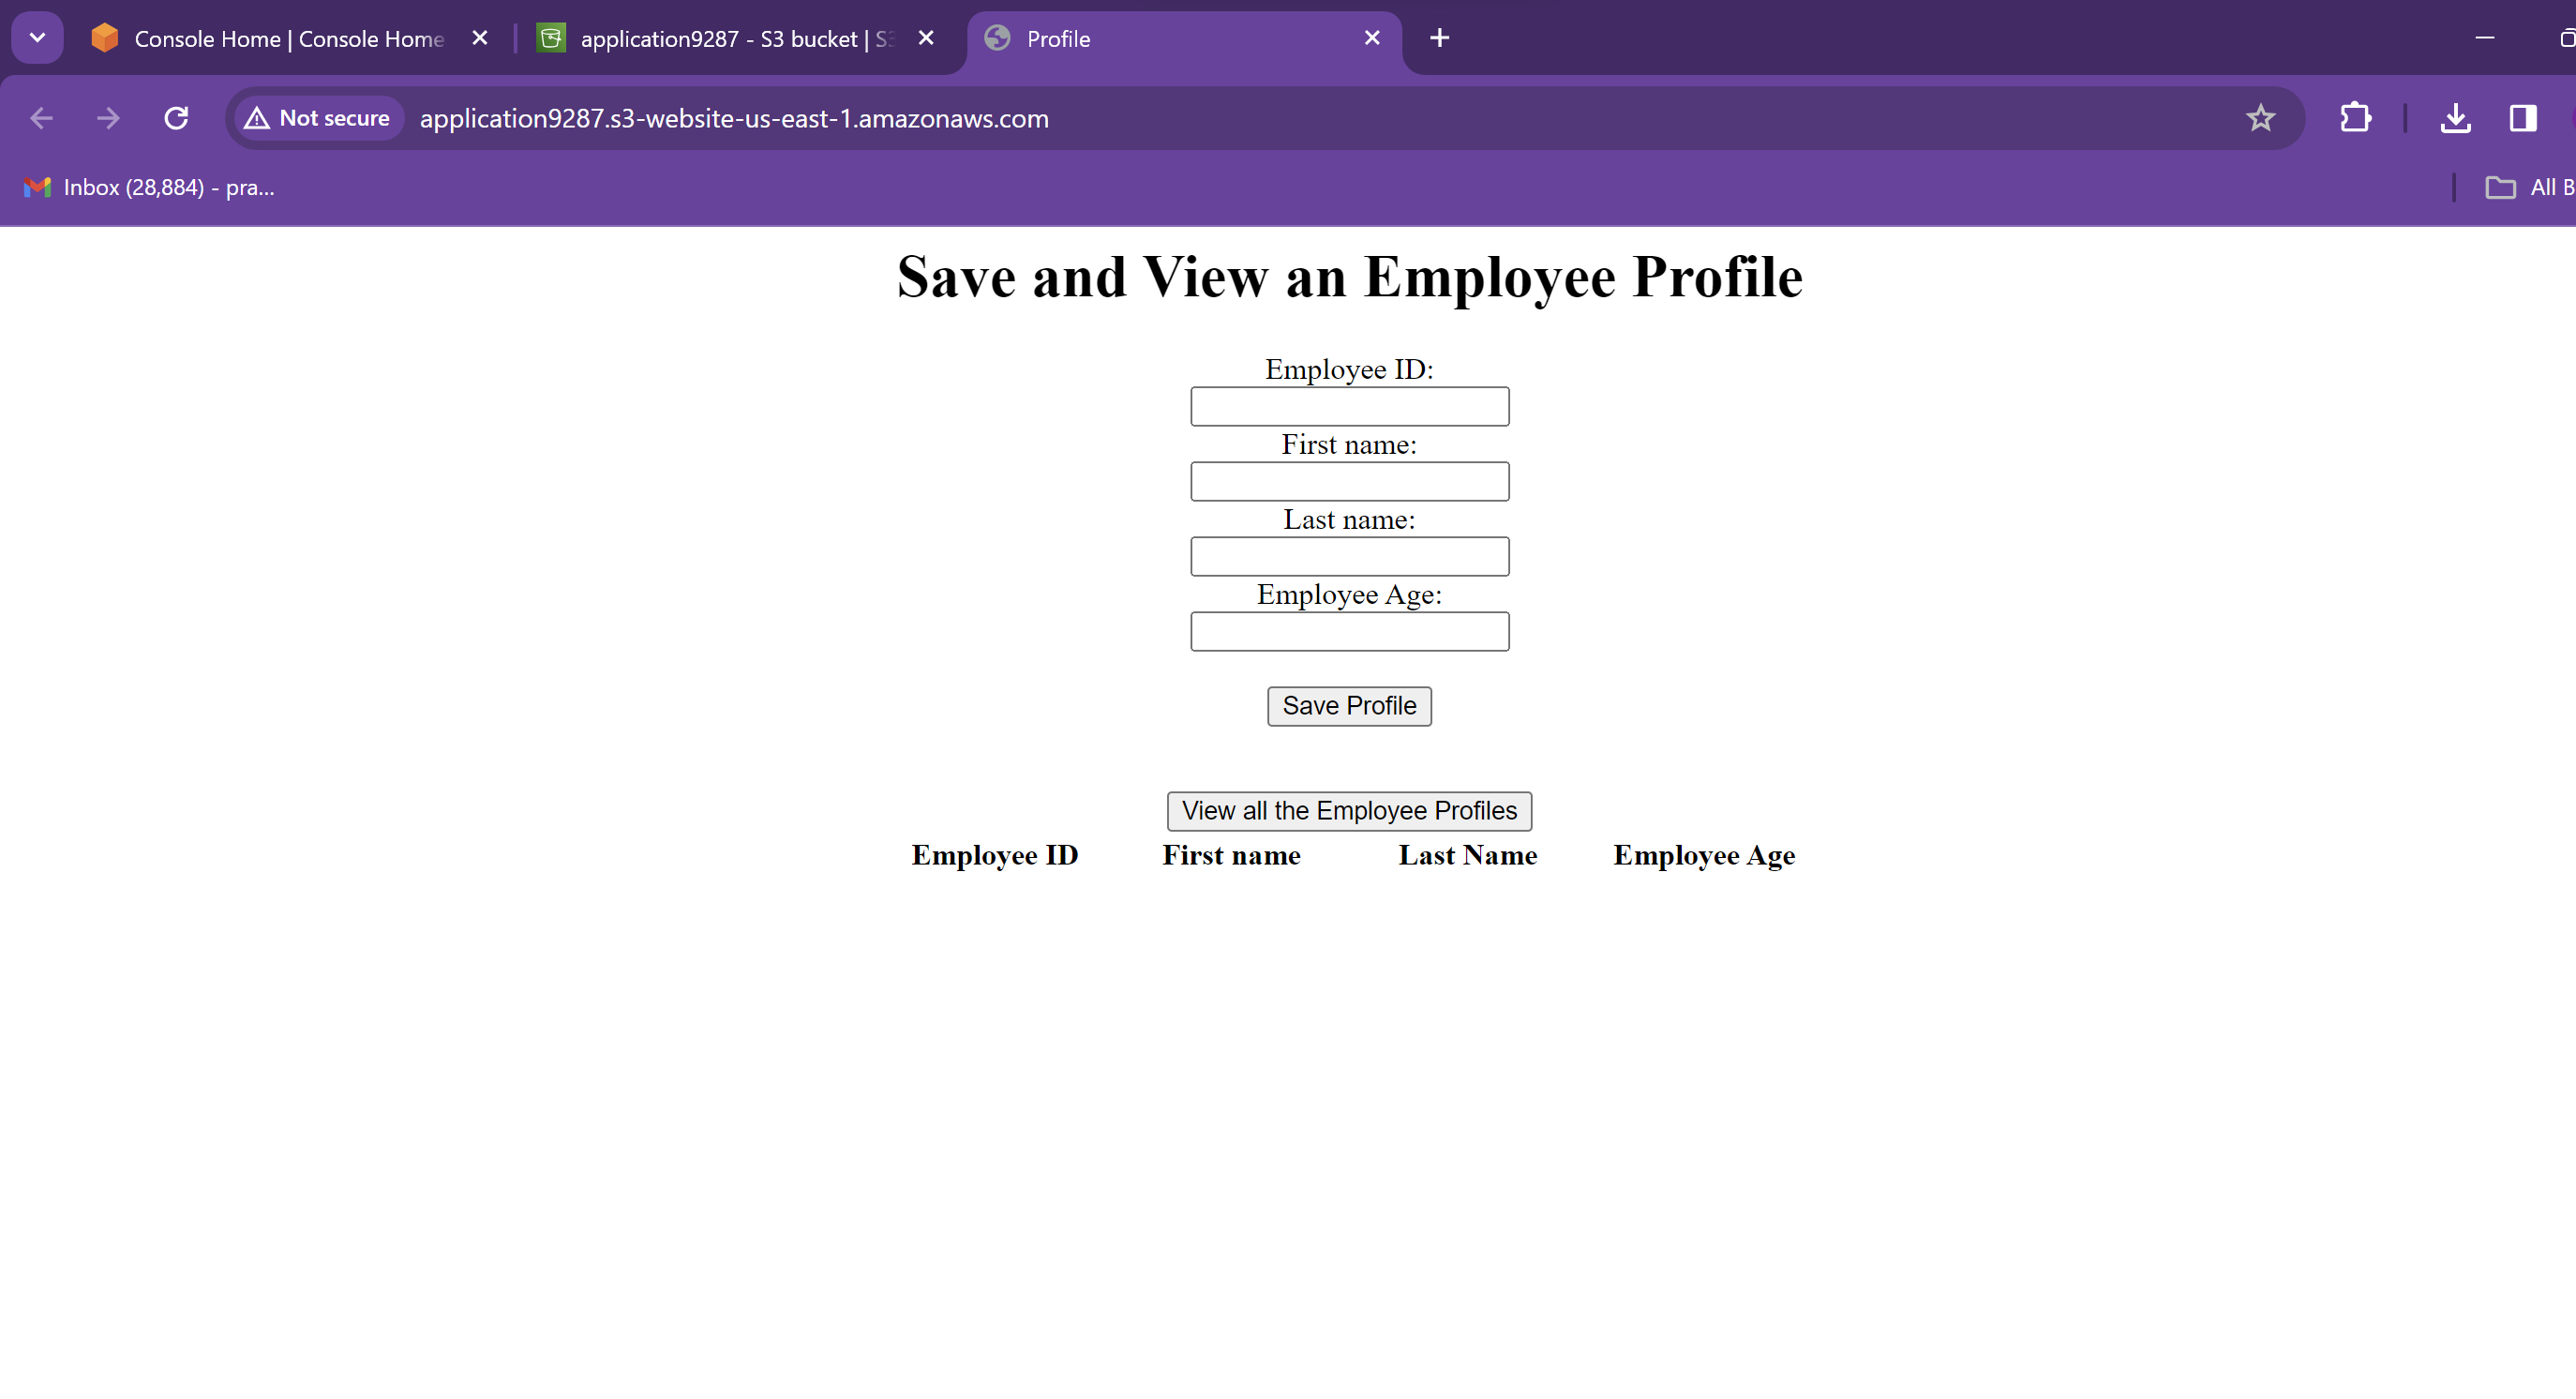 Console Home | Console Home
application9287 - S3 bucket | S3
Profile
Not secure
application9287.s3-website-us-east-1.amazonaws.com
Inbox (28,884) - pra...
All B
Save and View an Employee Profile
Employee ID:
First name:
Last name:
Employee Age:
Save Profile
View all the Employee Profiles
Employee ID First name Last Name Employee Age